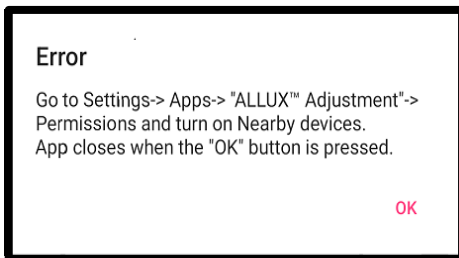 Error
Go to Settings-> Apps-> "ALLUX™ Adjustment"->
Permissions and turn on Nearby devices.
App closes when the "OK" button is pressed.
OK